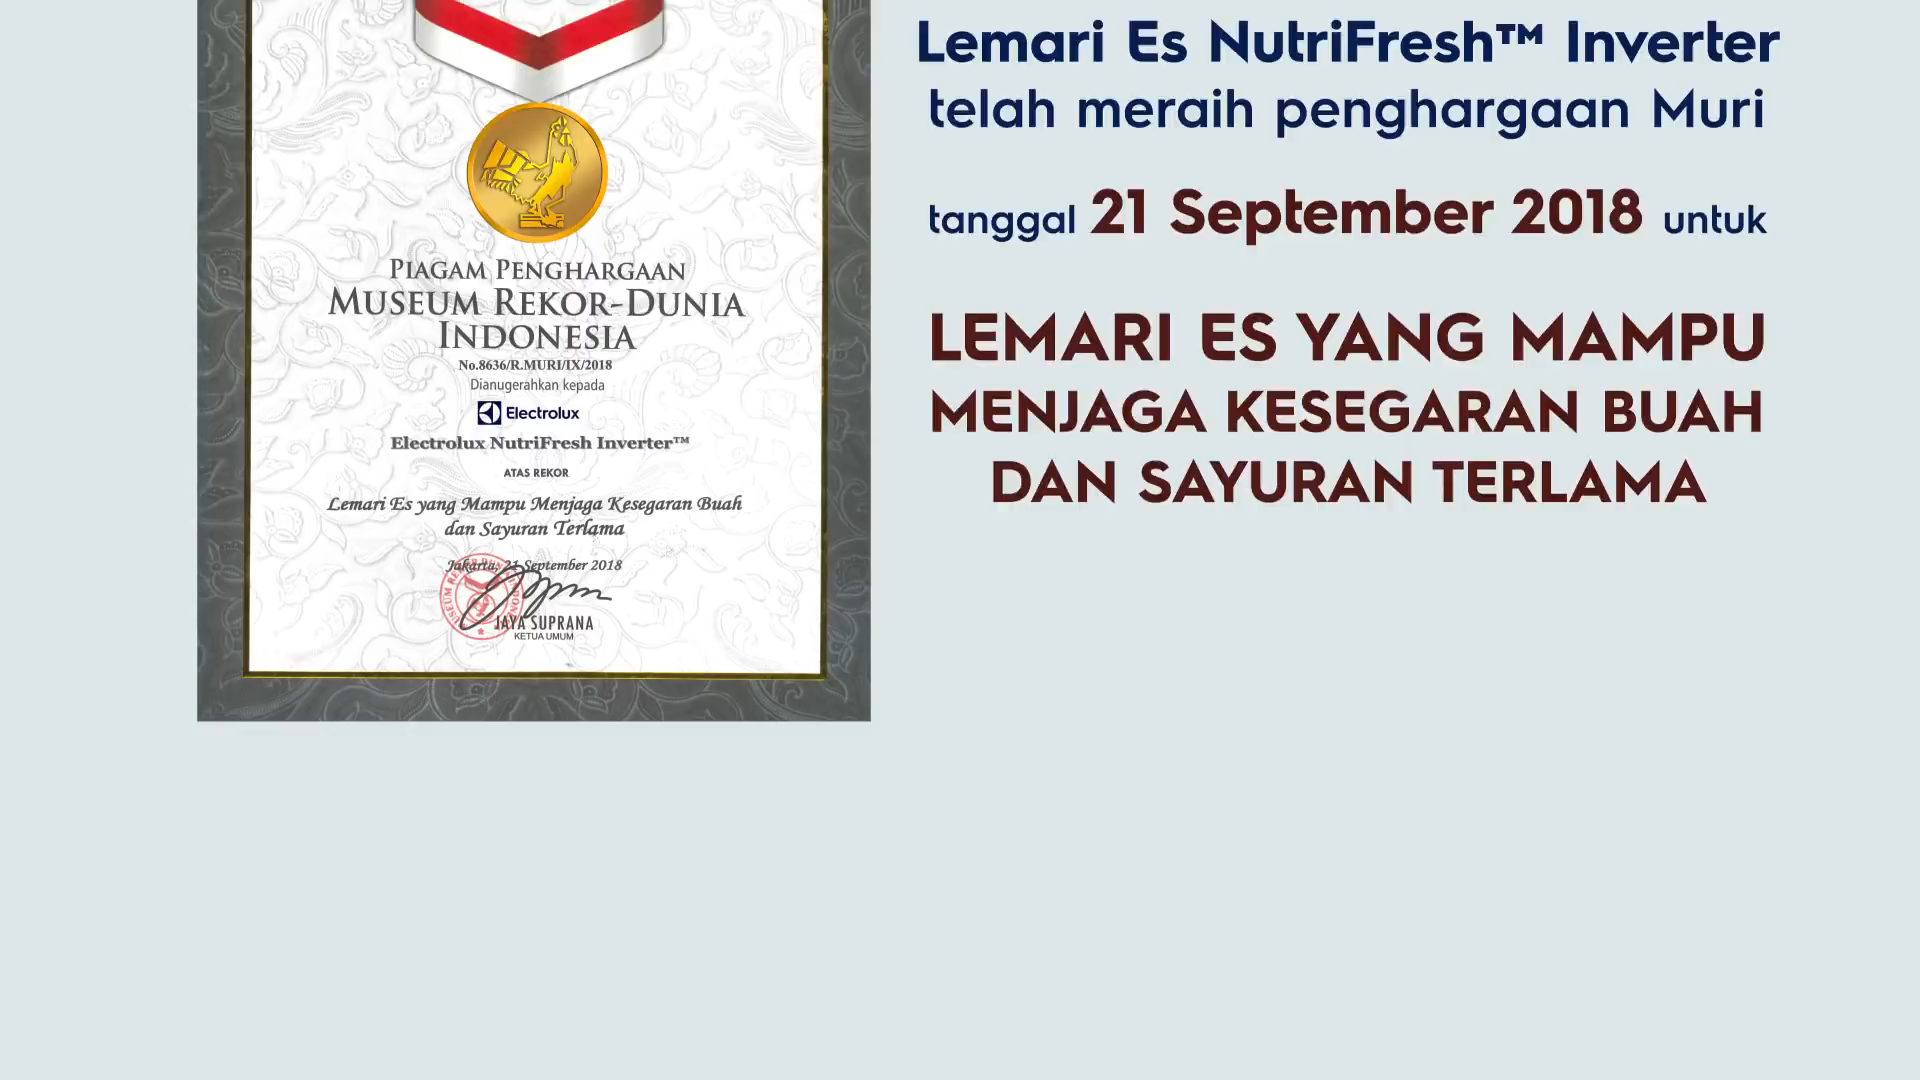 PIAGAM PENGHARGAAN
MUSEUM REKOR-DUNIA
INDONESIA
No.8636/R.MURI/IX/2018
Dianugerahkan kepada
Electrolux
Electrolux NutriFresh Inverter™
ATAS REKOR
Lemari Es yang Mampu Menjaga Kesegaran Buah
dan Sayuran Terlama
Jakarta, 21 September 2018
JAYA SUPRANA
KETUA UMUM
Lemari Es NutriFresh™ Inverter
telah meraih penghargaan Muri
tanggal 21 September 2018 untuk
LEMARI ES YANG MAMPU
MENJAGA KESEGARAN BUAH
DAN SAYURAN TERLAMA